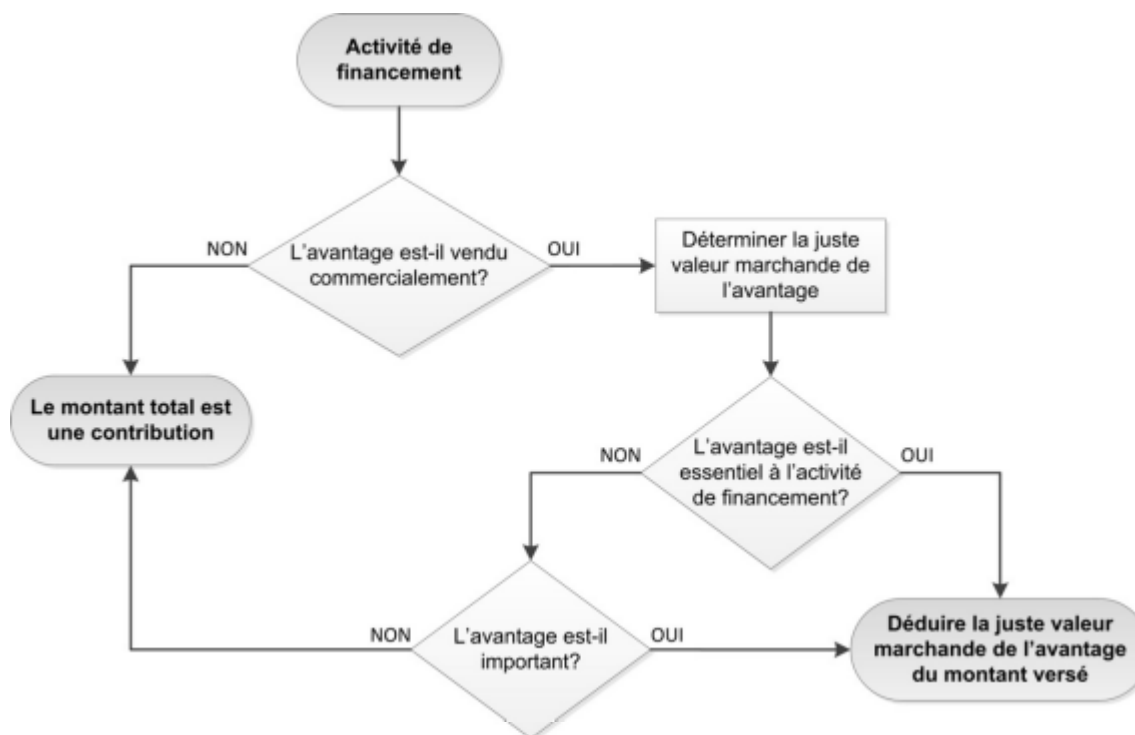 Activité de
financement
NON
L'avantage est-il vendu
commercialement?
OUI
Déterminer la juste
valeur marchande de
l'avantage
Le montant total est
une contribution
NON
L'avantage est-il
essentiel à l'activité
de financement?
OUI
NON
L'avantage est-il
important?
OUI
Déduire la juste valeur
marchande de l'avantage
du montant versé